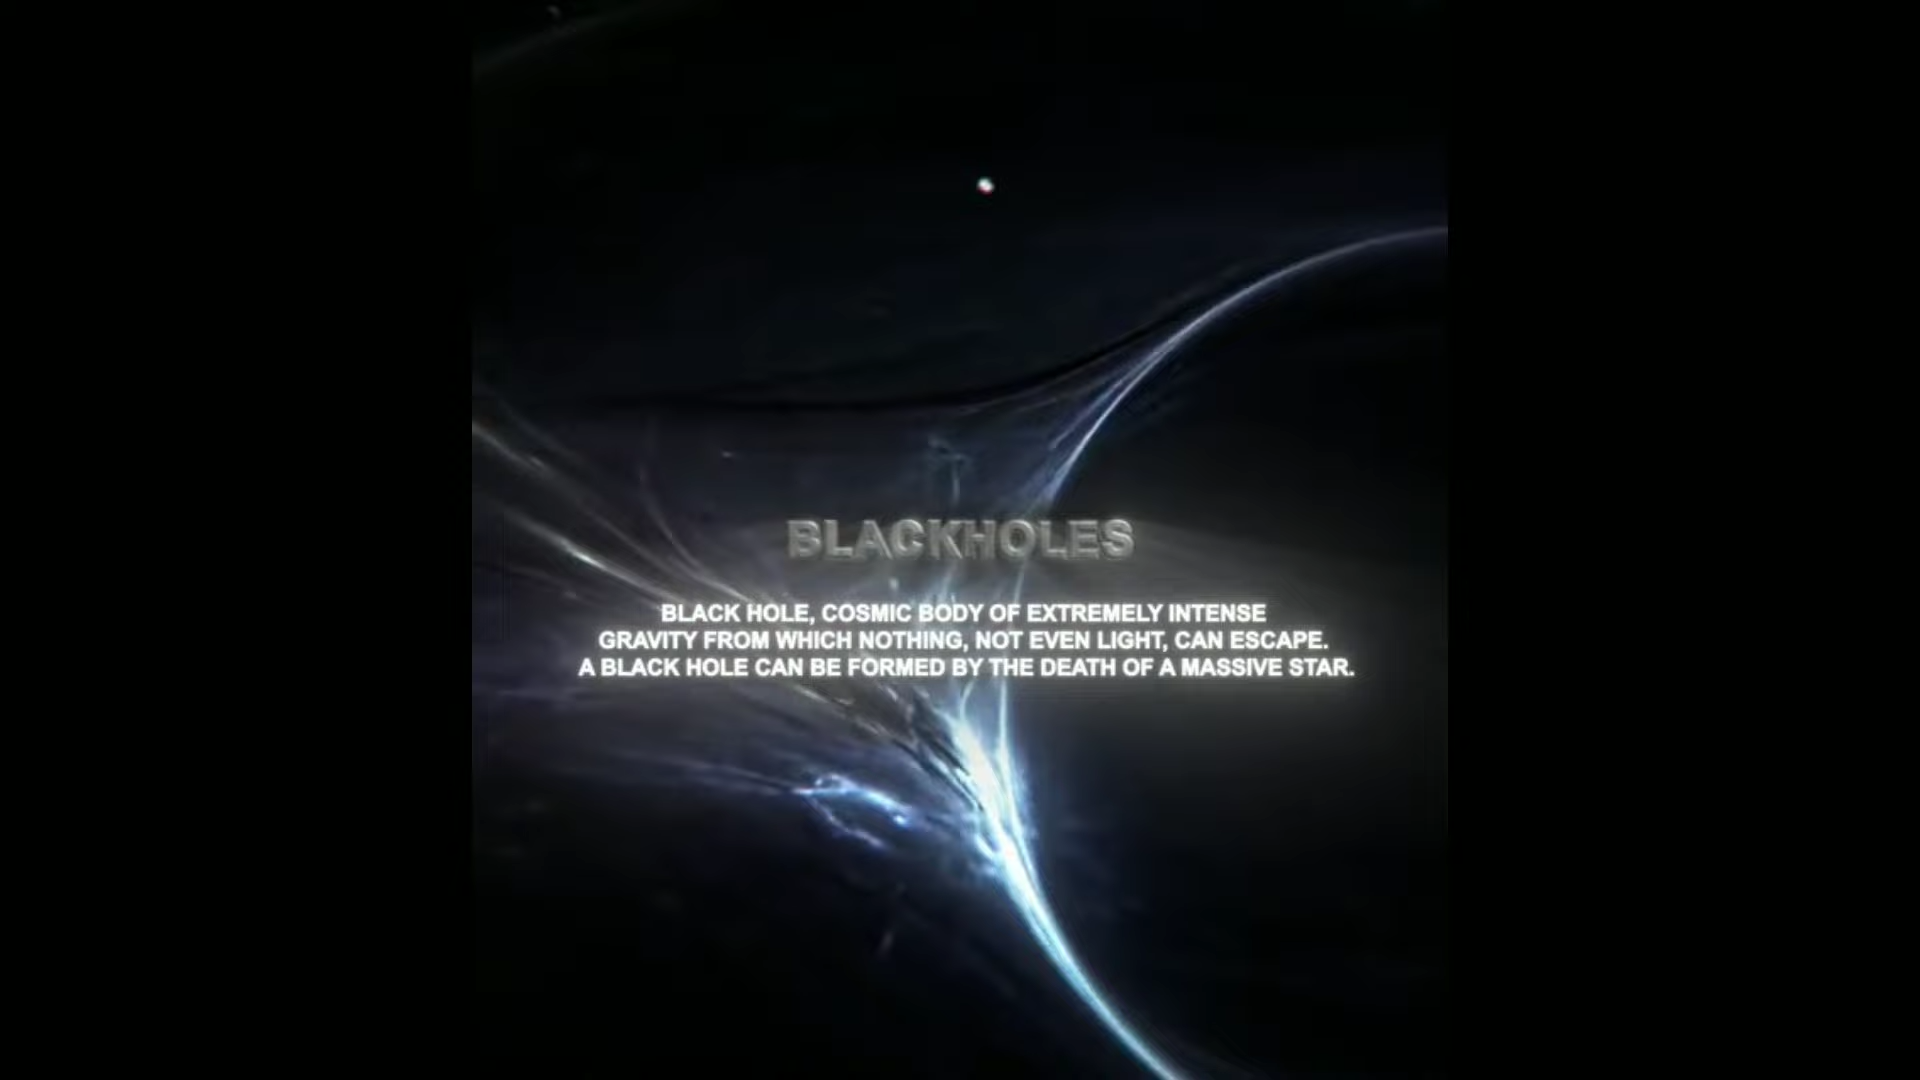 BLACKHOLES
BLACK HOLE, COSMIC BODY OF EXTREMELY INTENSE
GRAVITY FROM WHICH NOTHING, NOT EVEN LIGHT, CAN ESCAPE.
A BLACK HOLE CAN BE FORMED BY THE DEATH OF A MASSIVE STAR.